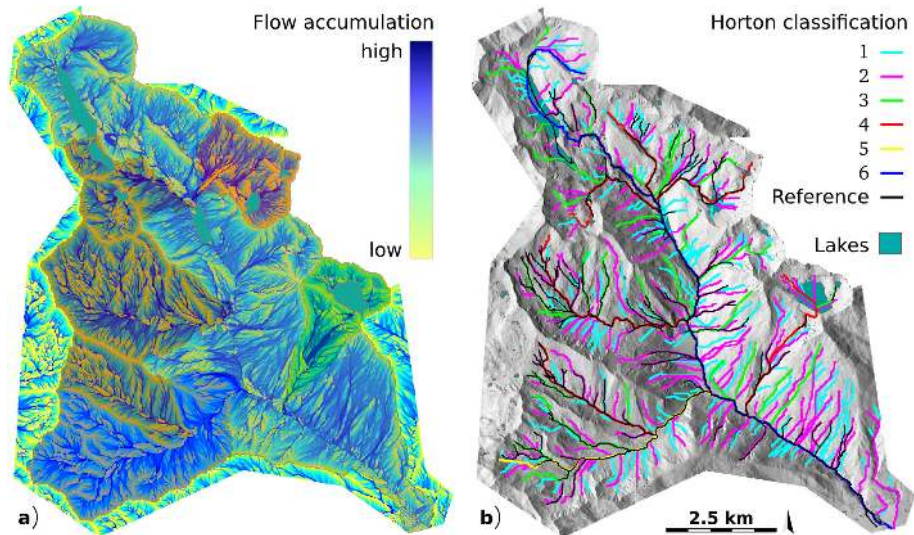 Flow accumulation
high
low
a)
Horton classification
1
2
3
4
5
6
Reference
Lakes
b)
2.5 km